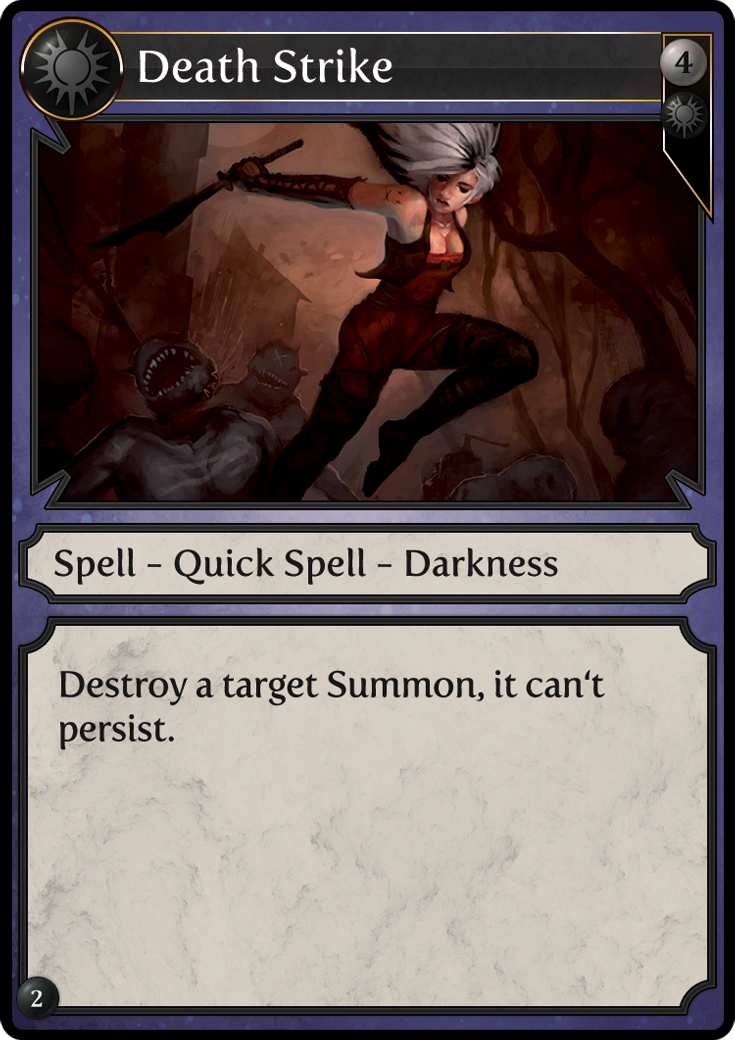 Death Strike
4
Spell – Quick Spell – Darkness
Destroy a target Summon, it can‘t
persist.
2